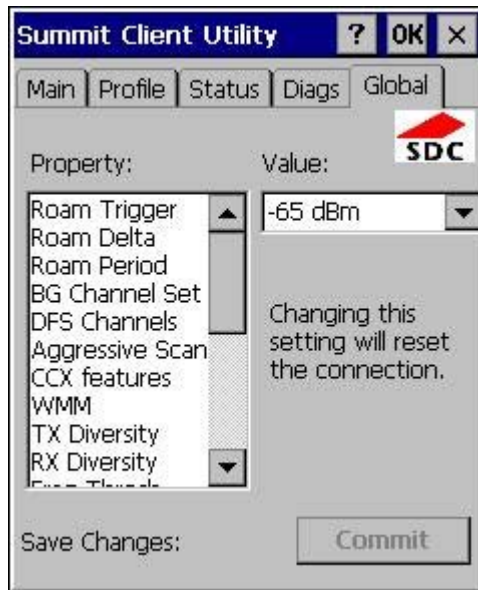 Summit Client Utility ? OK ×
Main Profile Status Diags Global
SDC
Property: Value:
Roam Trigger
-65 dBm
Roam Delta
Roam Period
BG Channel Set
DFS Channels
Aggressive Scan
CCX features
WMM
TX Diversity
RX Diversity
Changing this
setting will reset
the connection.
Save Changes: Commit